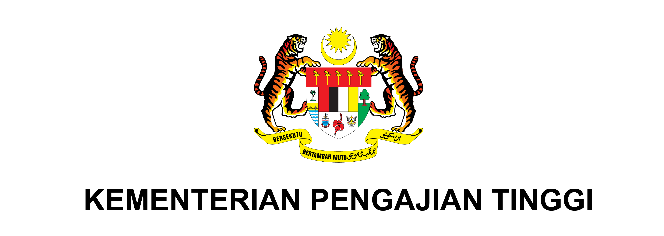 BERSEKUTU
BERTAMBAH MUTU
KEMENTERIAN PENGAJIAN TINGGI